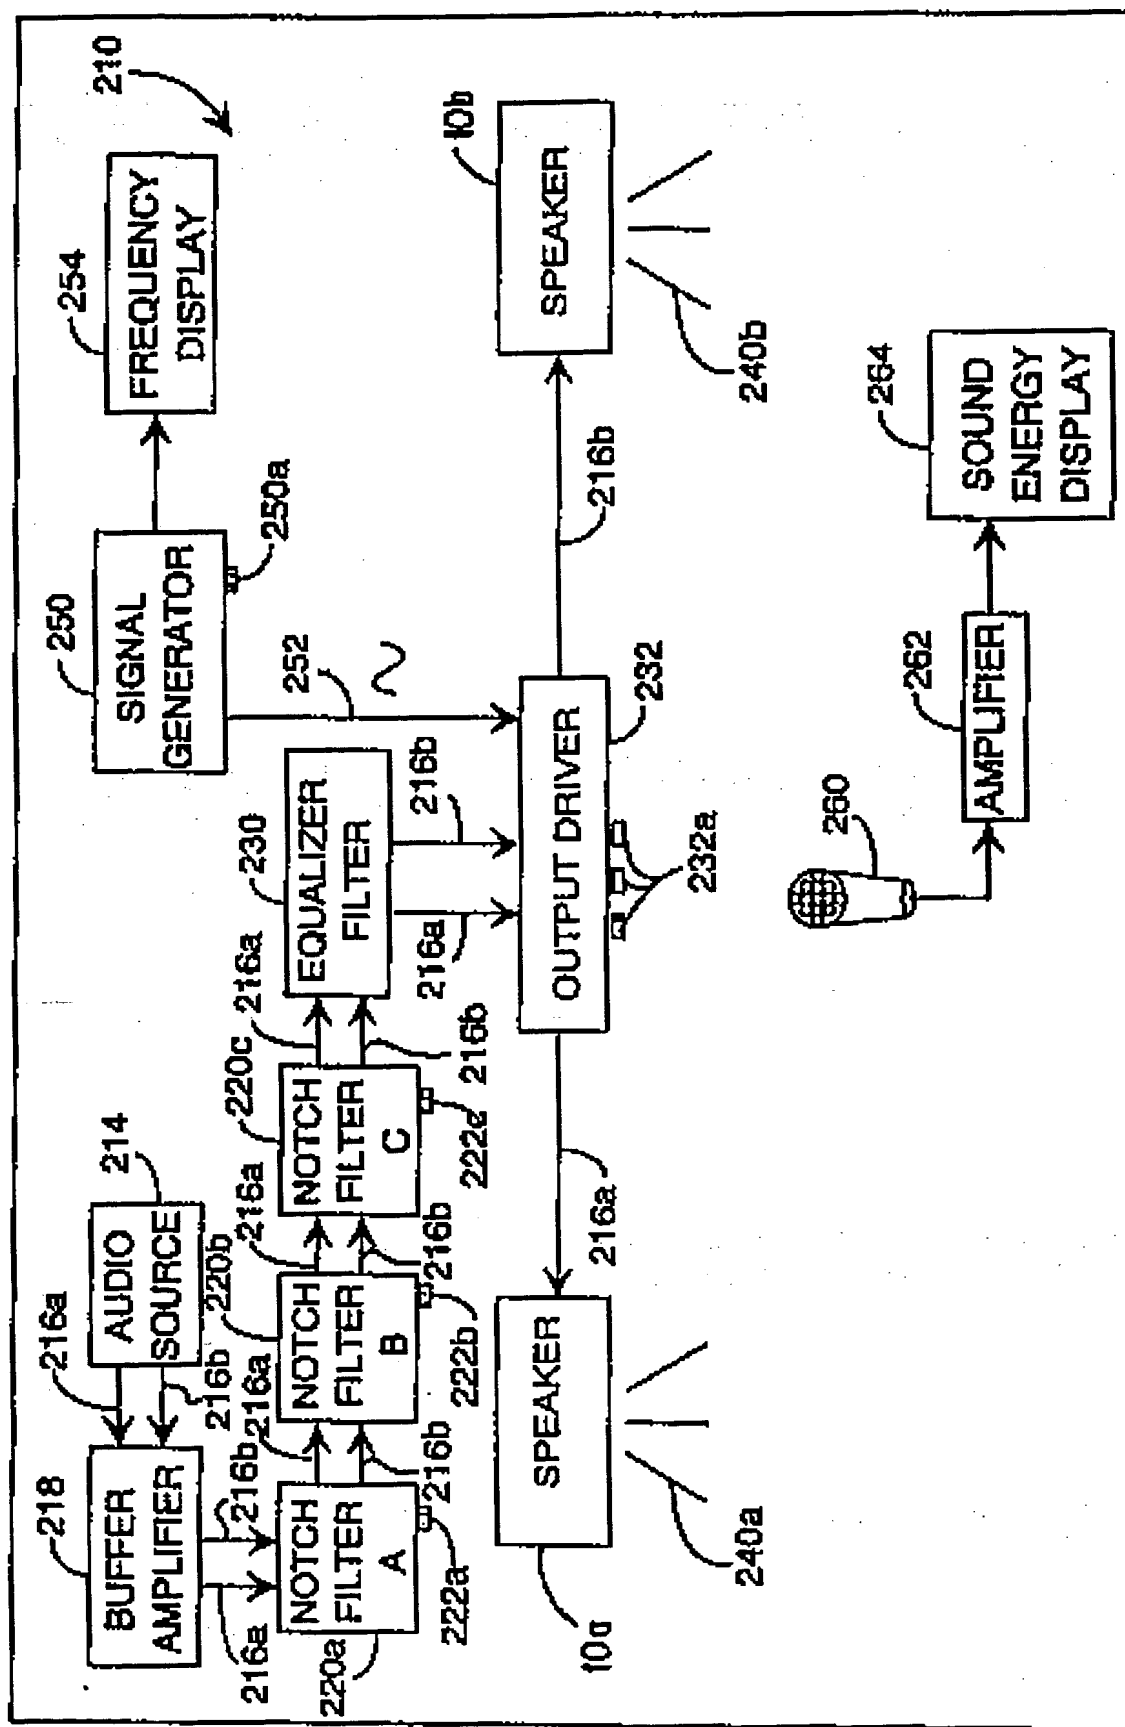 210
254
FREQUENCY
DISPLAY
250
SIGNAL
GENERATOR
250a
252
214
AUDIO
SOURCE
216a
216b
218
BUFFER
AMPLIFIER
216a
216b
NOTCH
FILTER
A
220a
222a
216a
216b
220b
NOTCH
FILTER
B
222b
216a
216b
220c
NOTCH
FILTER
C
222c
216a
216b
230
EQUALIZER
FILTER
216a
216b
OUTPUT DRIVER
232
232a
216a
216b
SPEAKER
10a
240a
SPEAKER
10b
240b
260
262
AMPLIFIER
264
SOUND
ENERGY
DISPLAY